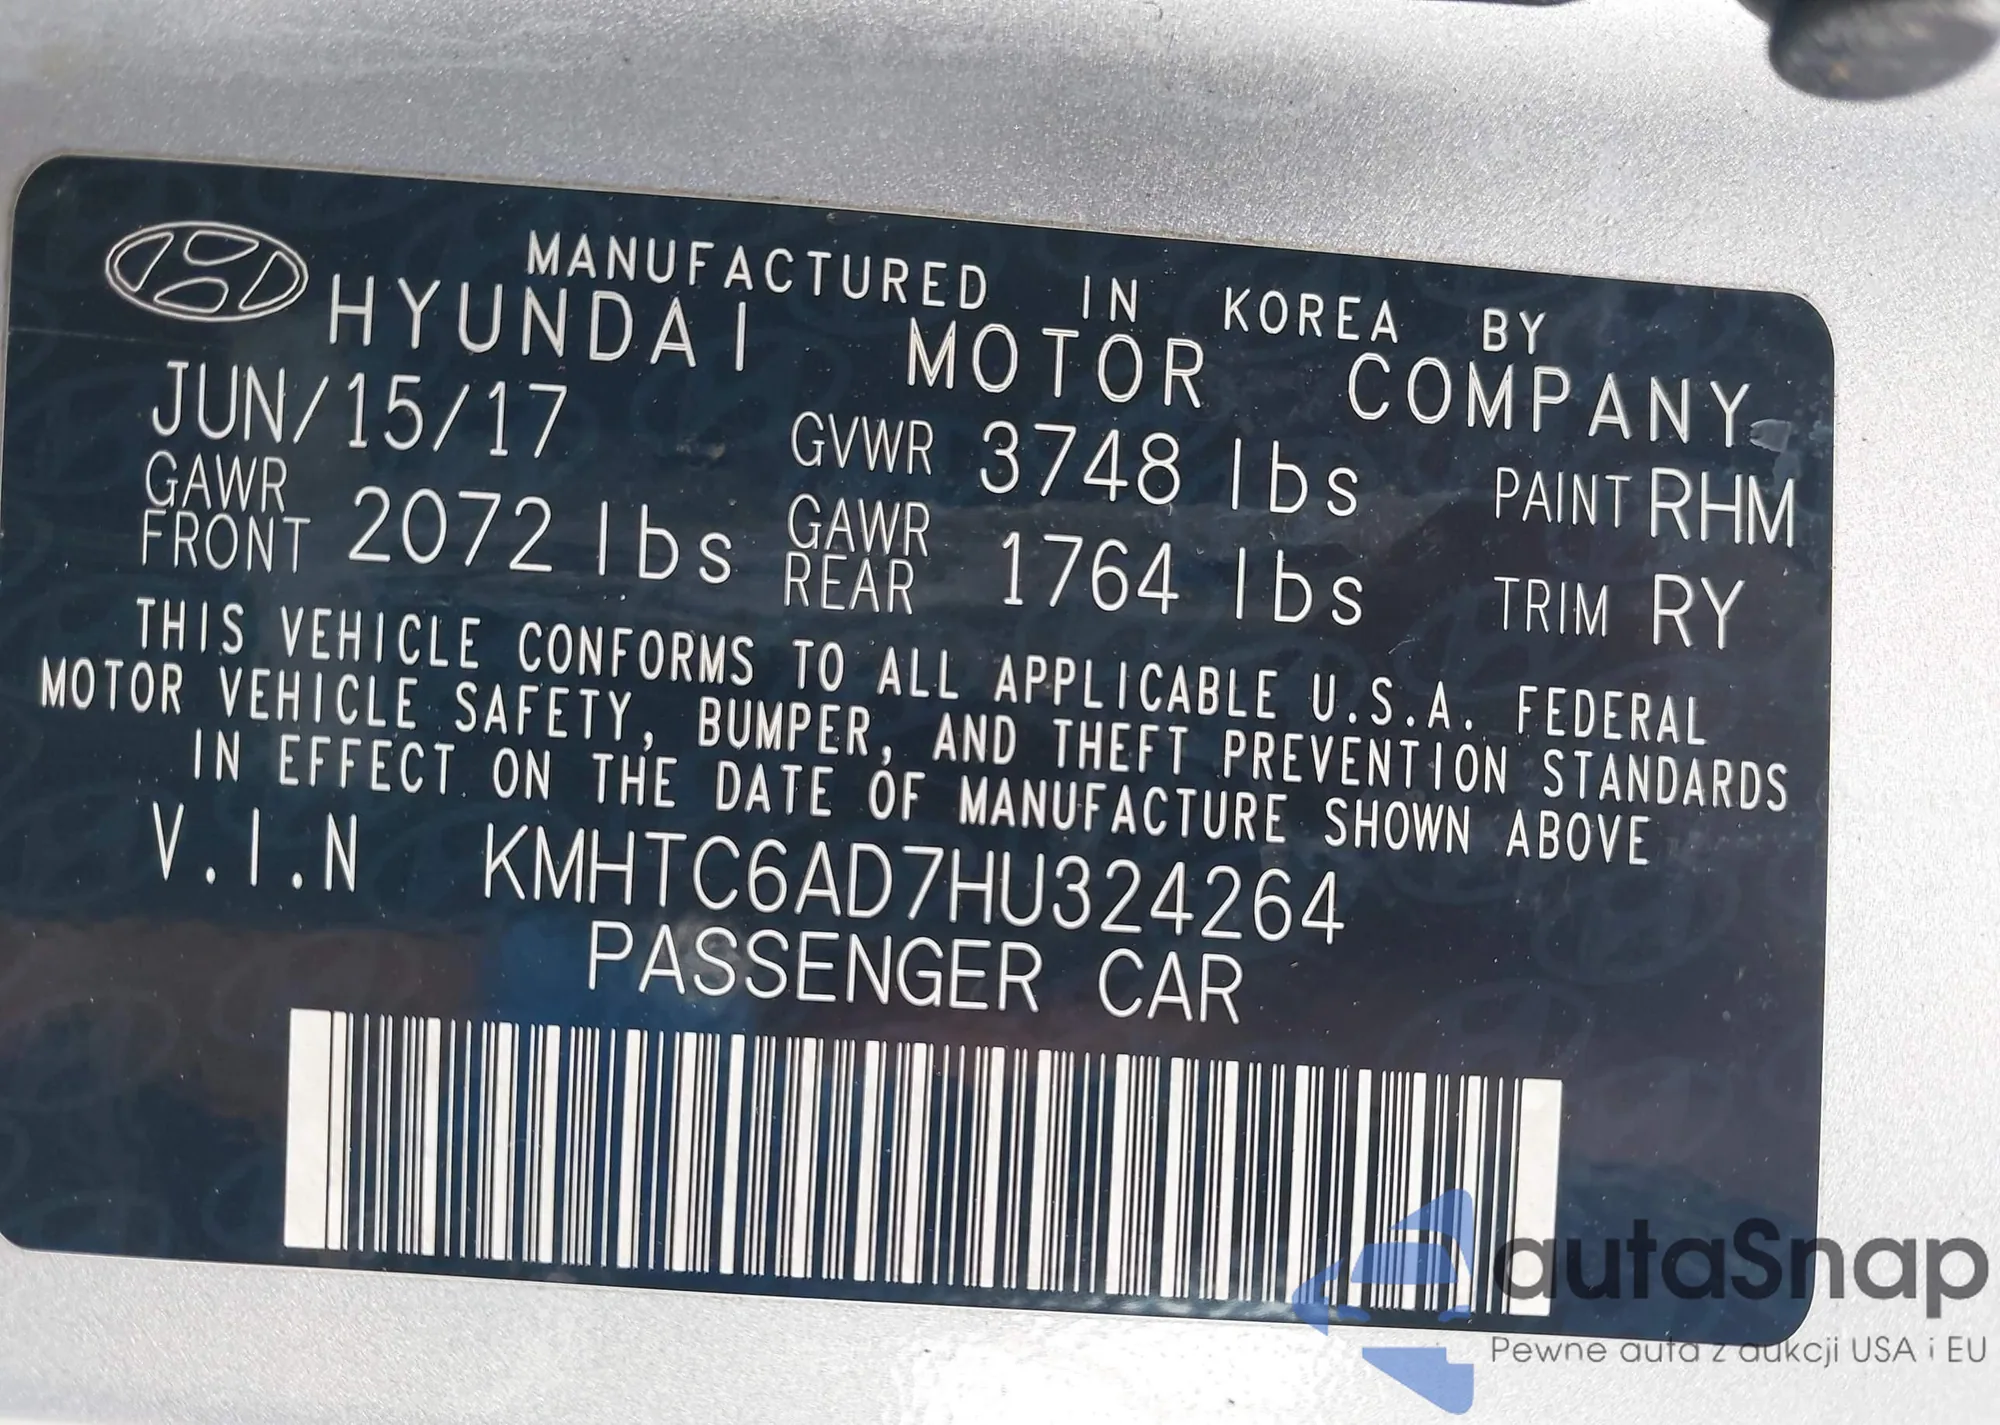 MANUFACTURED IN KOREA BY
HYUNDAI MOTOR COMPANY
JUN/15/17 GVWR 3748 lbs PAINT RHM
GAWR FRONT 2072 lbs GAWR REAR 1764 lbs TRIM RY
THIS VEHICLE CONFORMS TO ALL APPLICABLE U.S.A. FEDERAL
MOTOR VEHICLE SAFETY, BUMPER, AND THEFT PREVENTION STANDARDS
IN EFFECT ON THE DATE OF MANUFACTURE SHOWN ABOVE
V.I.N KMHTC6AD7HU324264
PASSENGER CAR
autaSnap
Pewne auta z aukcji USA i EU